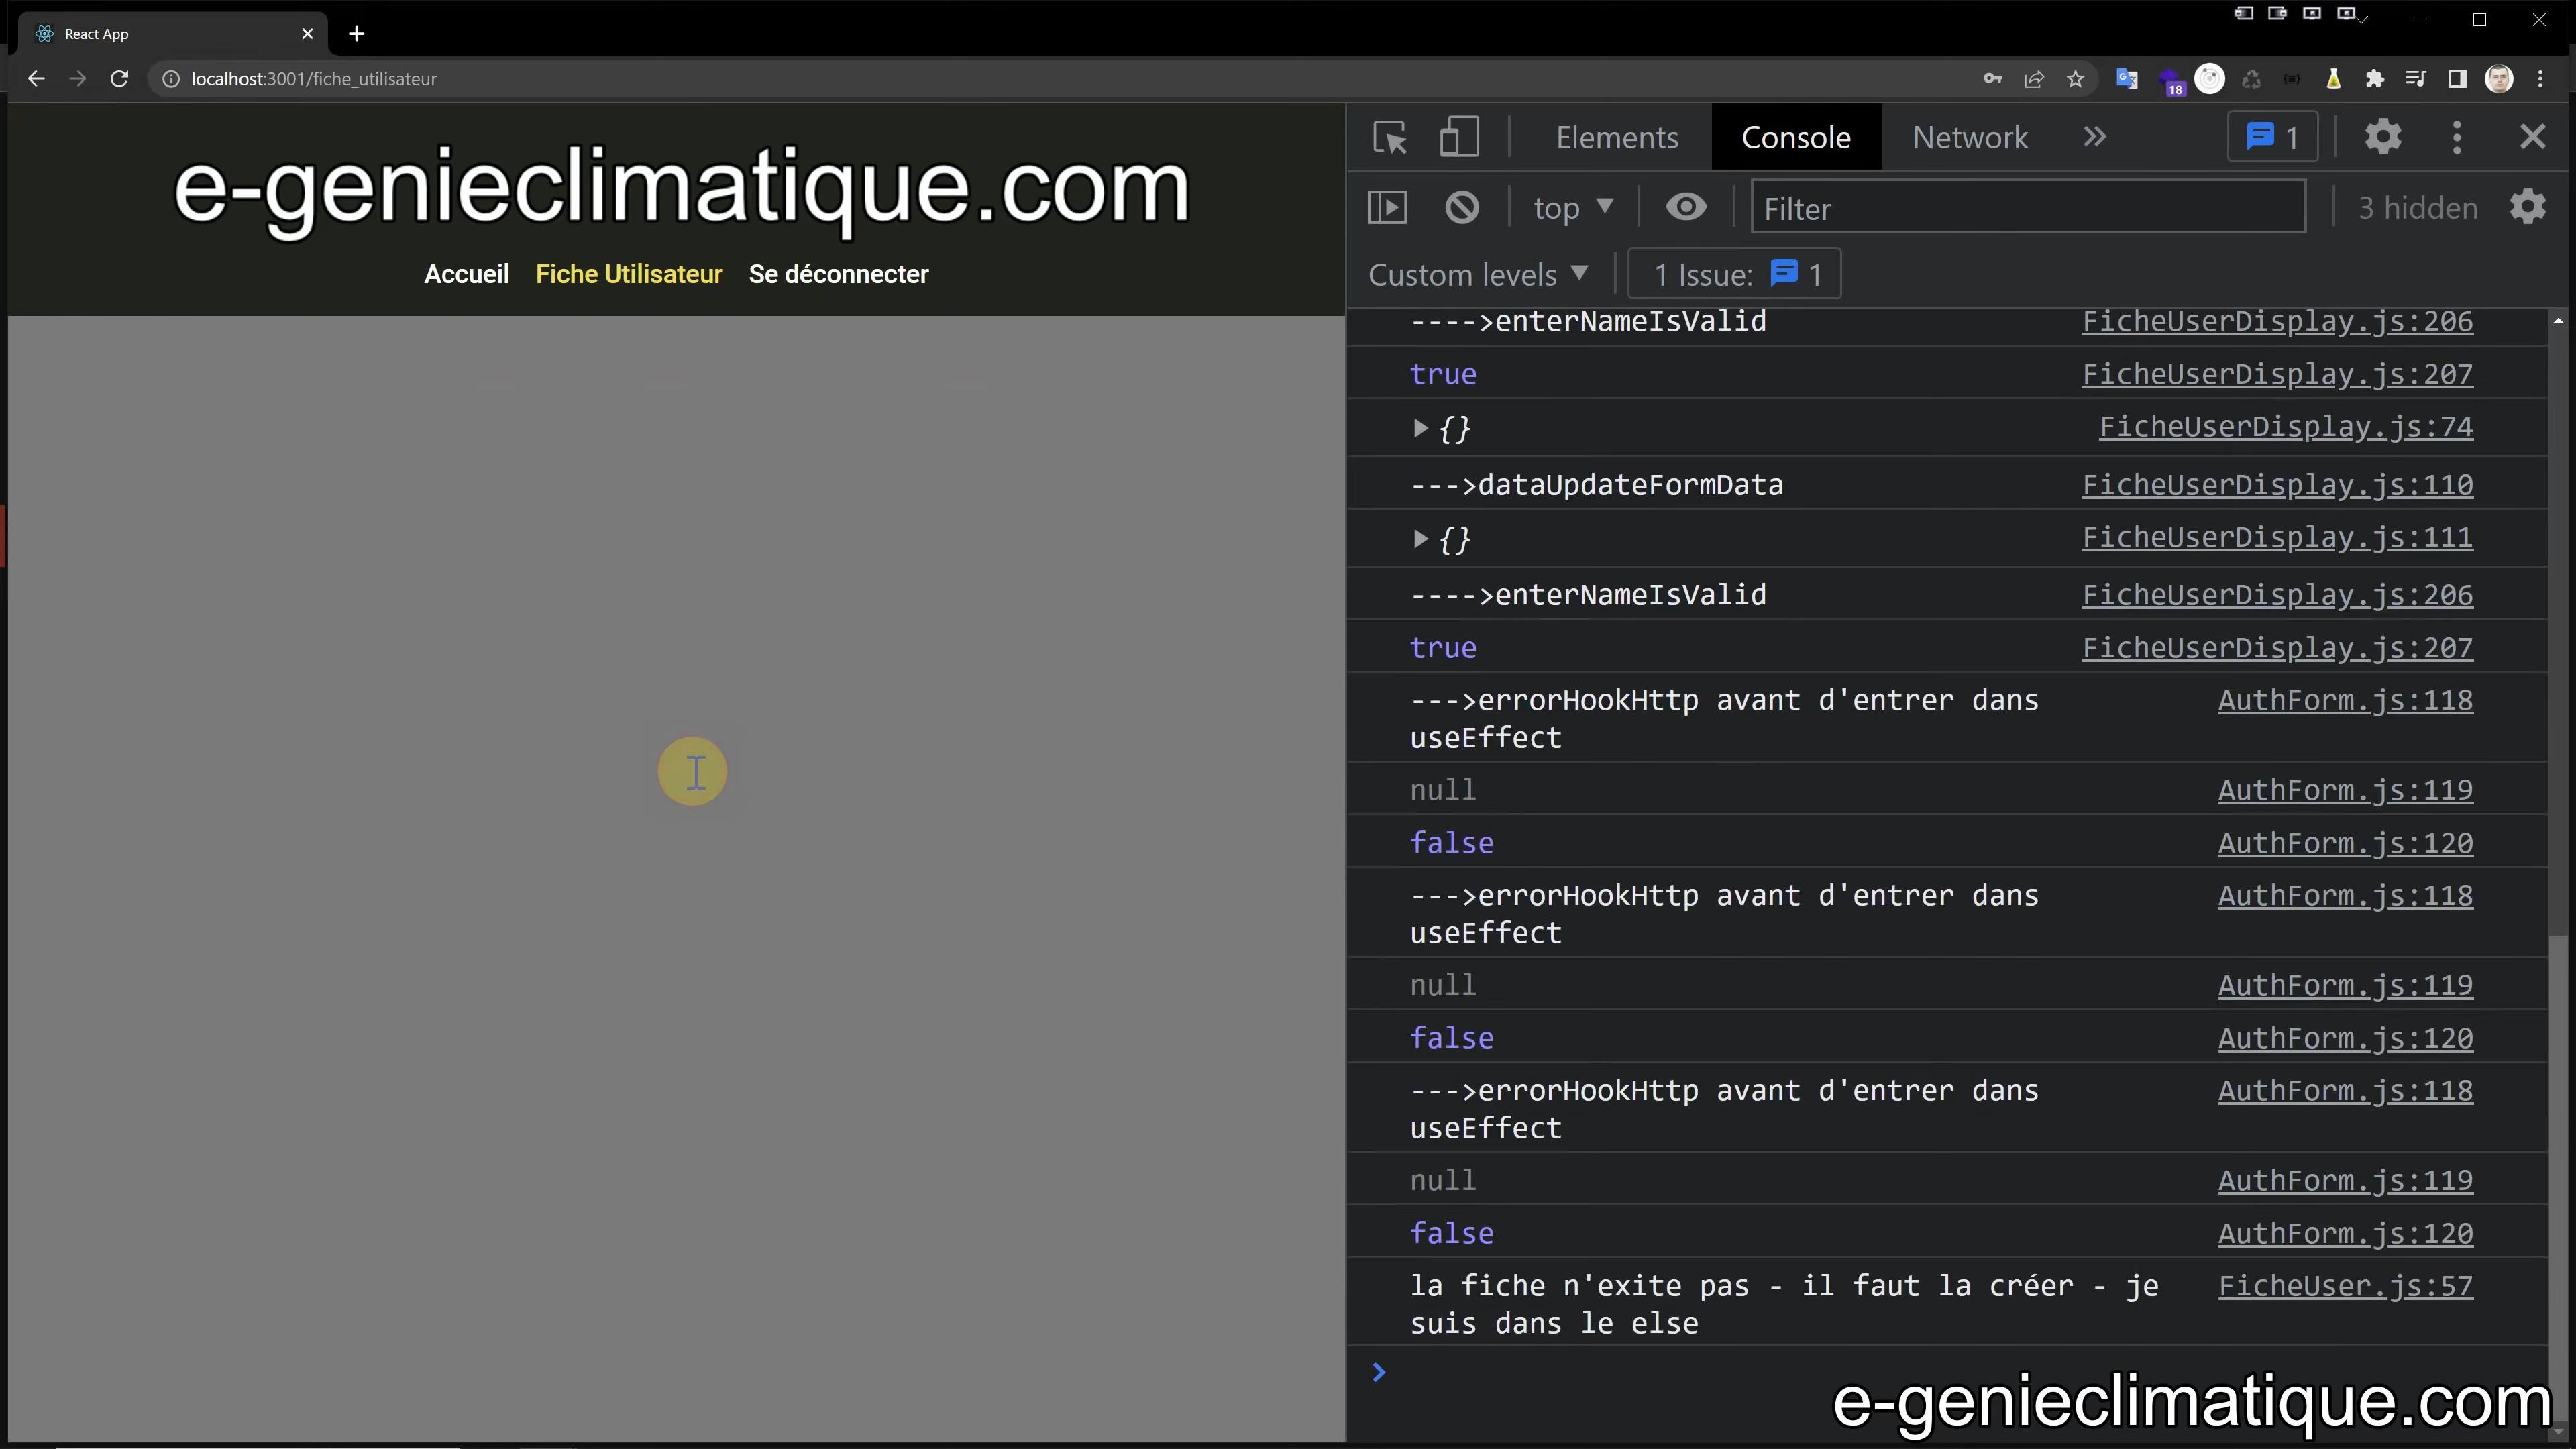 React App
localhost:3001/fiche_utilisateur
18
e-genieclimatique.com
Accueil Fiche Utilisateur Se déconnecter
Elements Console Network 1
top Filter 3 hidden
Custom levels 1 Issue: 1
---->enterNameIsValid FicheUserDisplay.js:206
true FicheUserDisplay.js:207
{} FicheUserDisplay.js:74
--->dataUpdateFormData FicheUserDisplay.js:110
{} FicheUserDisplay.js:111
---->enterNameIsValid FicheUserDisplay.js:206
true FicheUserDisplay.js:207
--->errorHookHttp avant d'entrer dans AuthForm.js:118
useEffect
null AuthForm.js:119
false AuthForm.js:120
--->errorHookHttp avant d'entrer dans AuthForm.js:118
useEffect
null AuthForm.js:119
false AuthForm.js:120
--->errorHookHttp avant d'entrer dans AuthForm.js:118
useEffect
null AuthForm.js:119
false AuthForm.js:120
la fiche n'exite pas - il faut la créer - je FicheUser.js:57
suis dans le else
e-genieclimatique.com